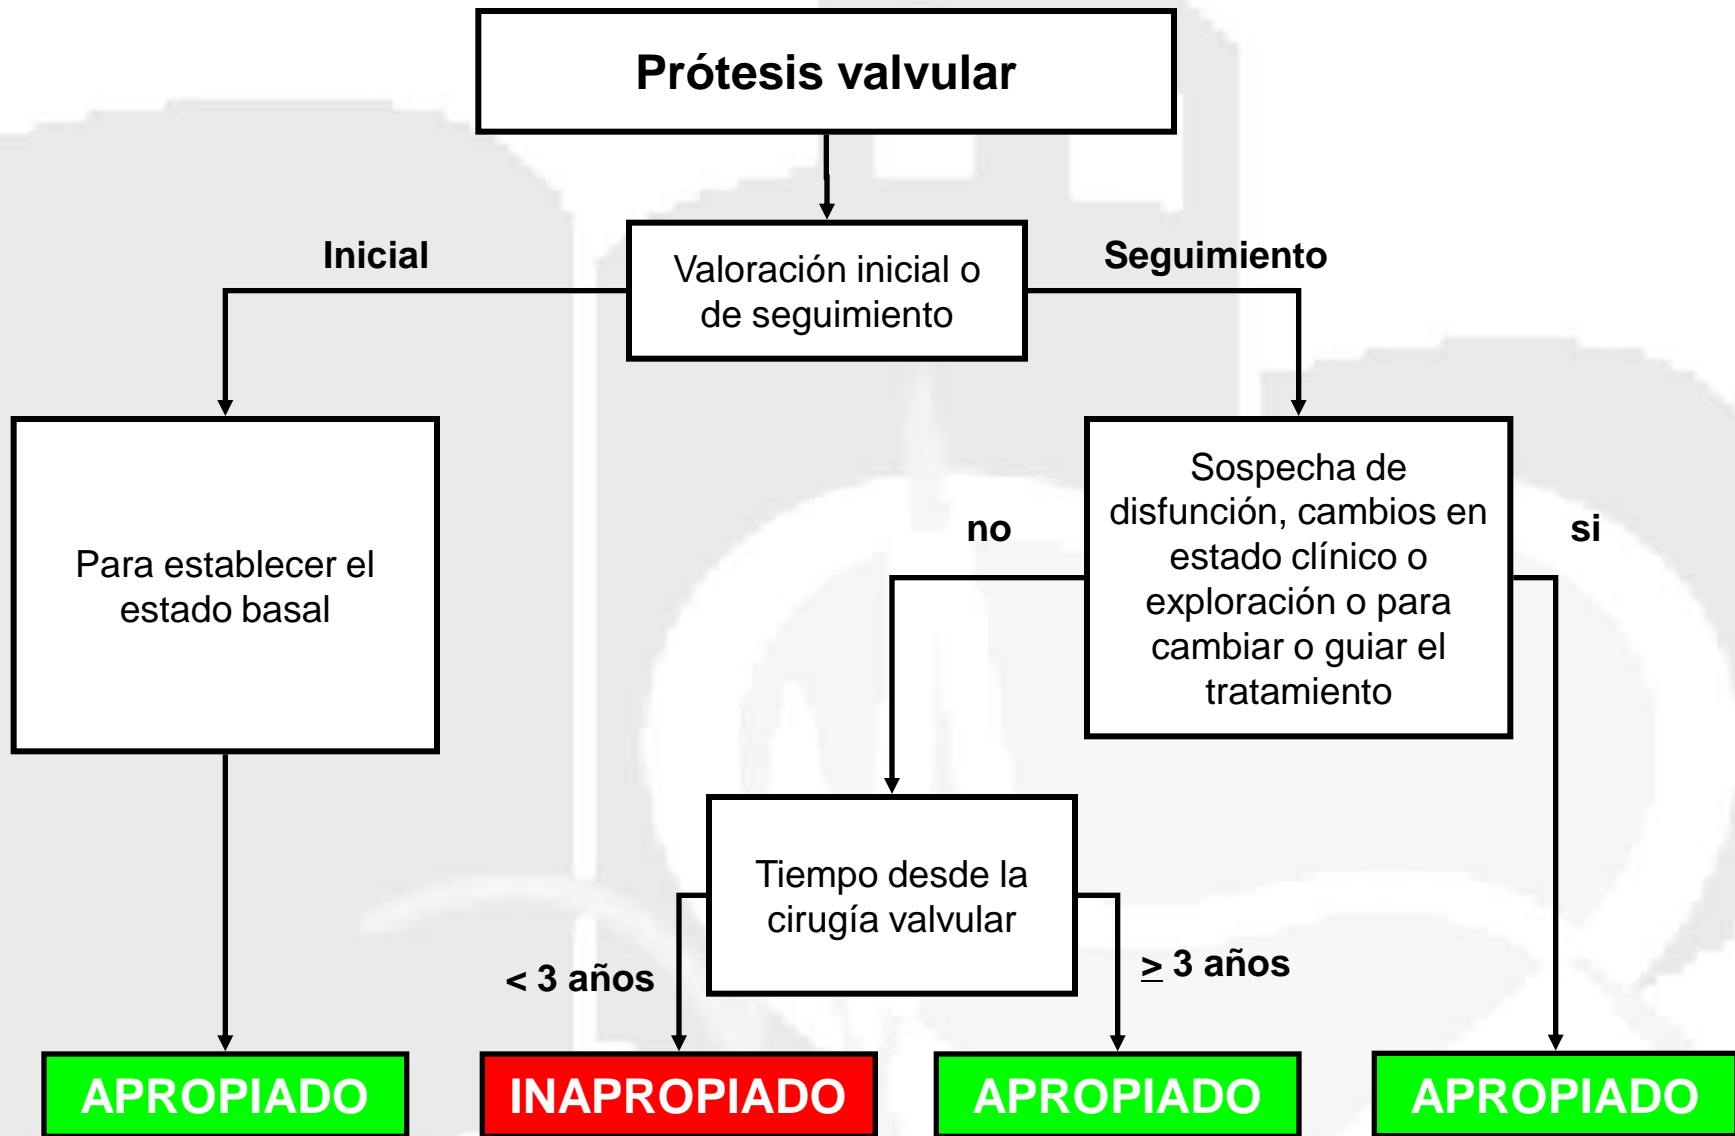 Prótesis valvular
Inicial
Valoración inicial o
de seguimiento
Seguimiento
Para establecer el
estado basal
no
Sospecha de
disfunción, cambios en
estado clínico o
exploración o para
cambiar o guiar el
tratamiento
si
Tiempo desde la
cirugía valvular
< 3 años
≥ 3 años
APROPIADO
INAPROPIADO
APROPIADO
APROPIADO